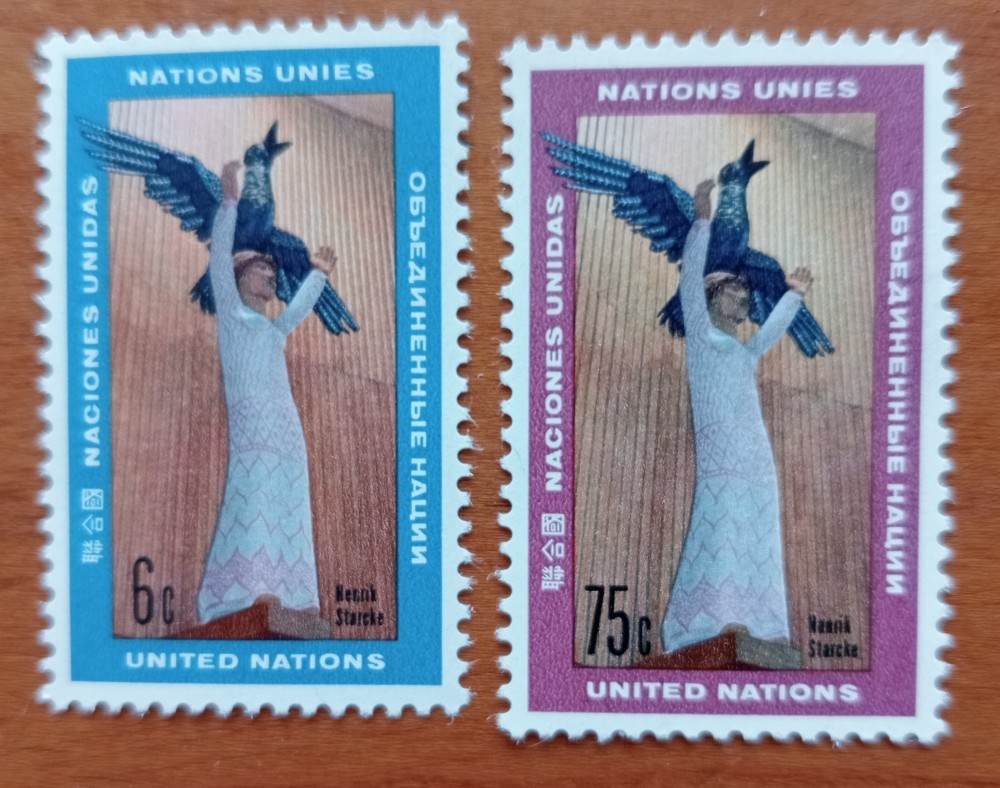 NATIONS UNIES
聯合國 NACIONES UNIDAS
ОБЪЕДИНЕННЫЕ НАЦИИ
6c
Henrik
Starcke
UNITED NATIONS
NATIONS UNIES
聯合國 NACIONES UNIDAS
ОБЪЕДИНЕННЫЕ НАЦИИ
75c
Henrik
Starcke
UNITED NATIONS